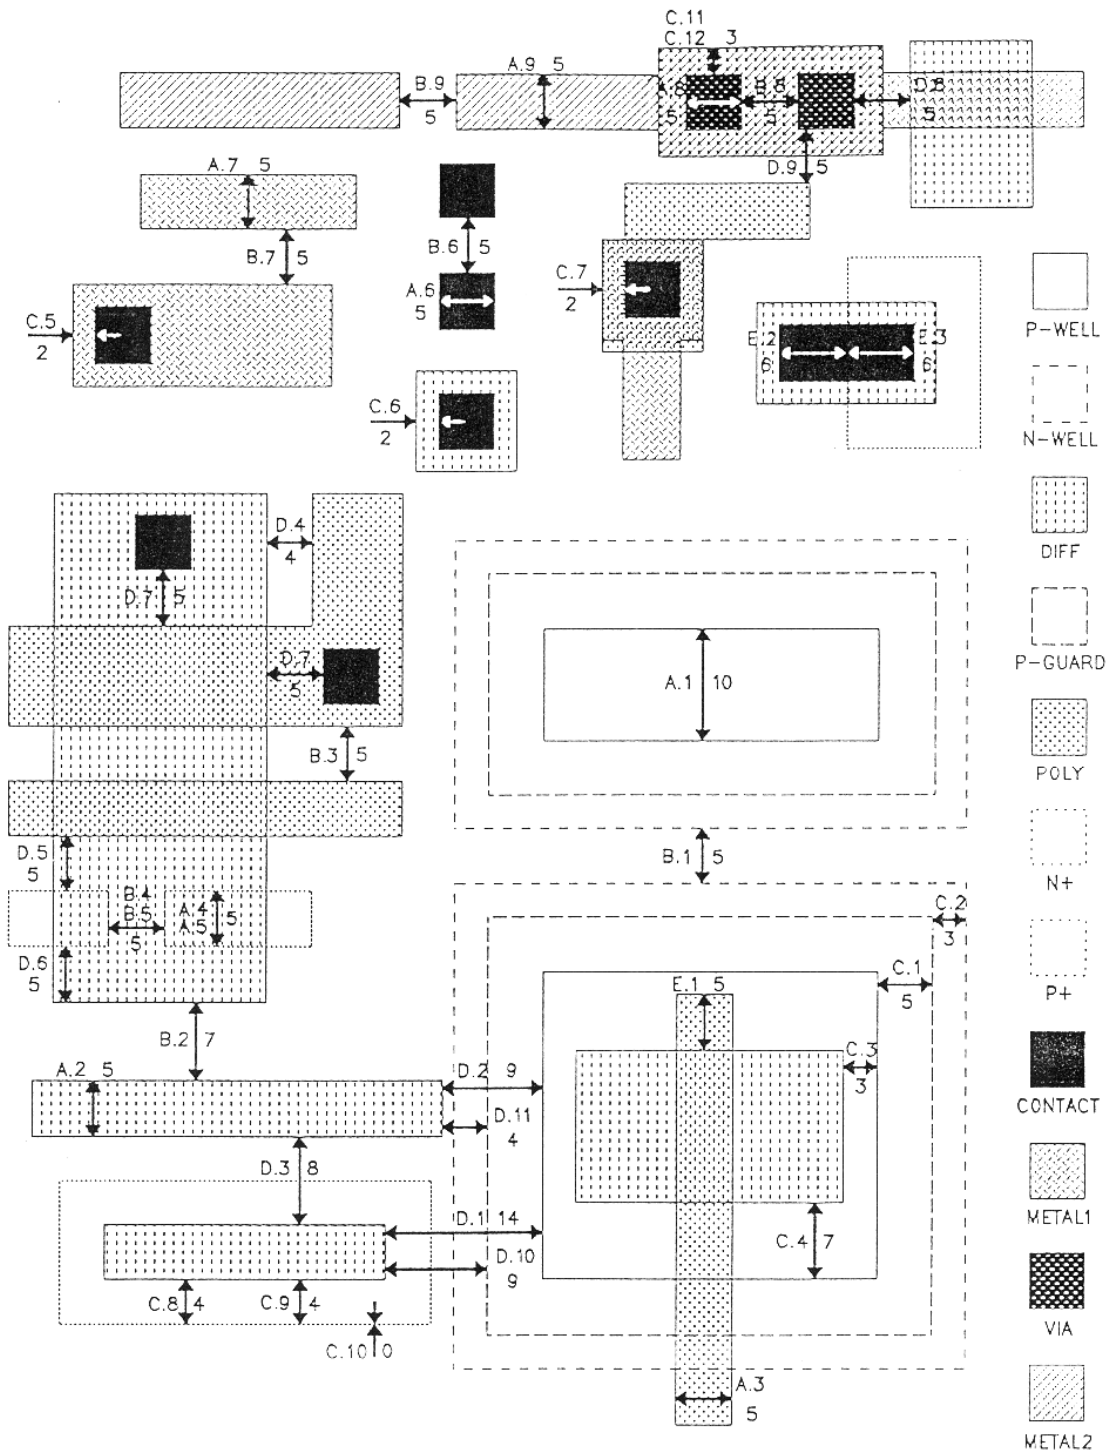 C.11
C.12 3
A.9 5
B.9
5
A.8
5
B.8
5
D.8
5
D.9 5
A.7 5
B.7 5
B.6 5
A.6
5
C.7
2
C.5
2
C.6
2
E.2
6
E.3
6
P-WELL
N-WELL
DIFF
P-GUARD
POLY
N+
P+
CONTACT
METAL1
VIA
METAL2
D.4
4
D.7 5
D.7
5
B.3 5
D.5
5
B.4
B.5
5
A.4
A.5 5
D.6
5
B.2 7
A.2 5
D.3 8
C.8 4
C.9 4
C.10 0
A.1 10
B.1 5
C.2
3
C.1
5
E.1 5
C.3
3
D.2 9
D.11
4
D.1 14
D.10
9
C.4 7
A.3
5